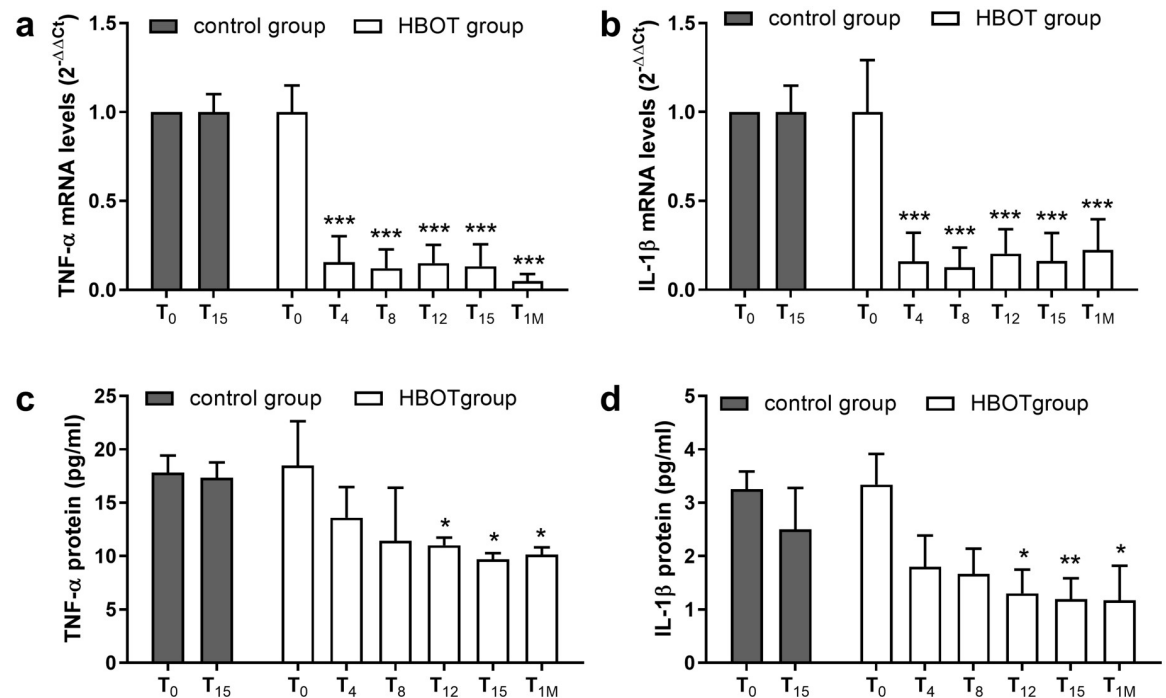 a
control group HBOT group
TNF-α mRNA levels (2^-ΔΔCt)
1.5
1.0
0.5
0.0
*** *** *** *** ***
T0 T15 T0 T4 T8 T12 T15 T1M
b
control group HBOT group
IL-1β mRNA levels (2^-ΔΔCt)
1.5
1.0
0.5
0.0
*** *** *** *** ***
T0 T15 T0 T4 T8 T12 T15 T1M
c
control group HBOTgroup
TNF-α protein (pg/ml)
25
20
15
10
5
0
* * *
T0 T15 T0 T4 T8 T12 T15 T1M
d
control group HBOTgroup
IL-1β protein (pg/ml)
5
4
3
2
1
0
* ** *
T0 T15 T0 T4 T8 T12 T15 T1M